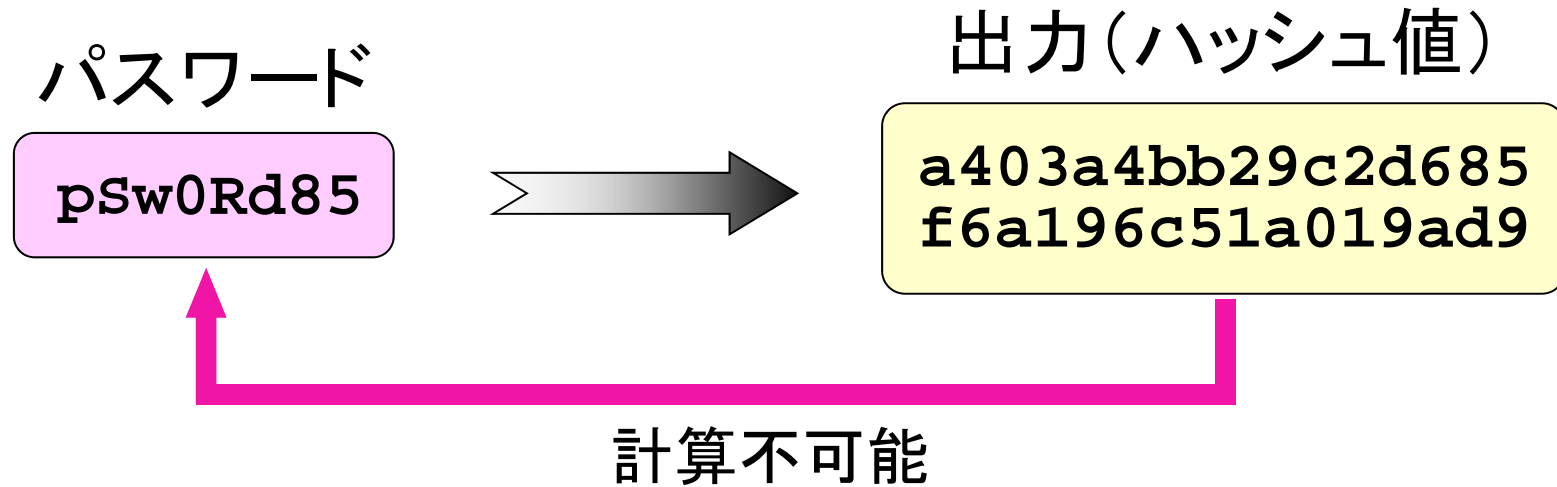 パスワード
pSw0Rd85
出力(ハッシュ値)
a403a4bb29c2d685
f6a196c51a019ad9
計算不可能